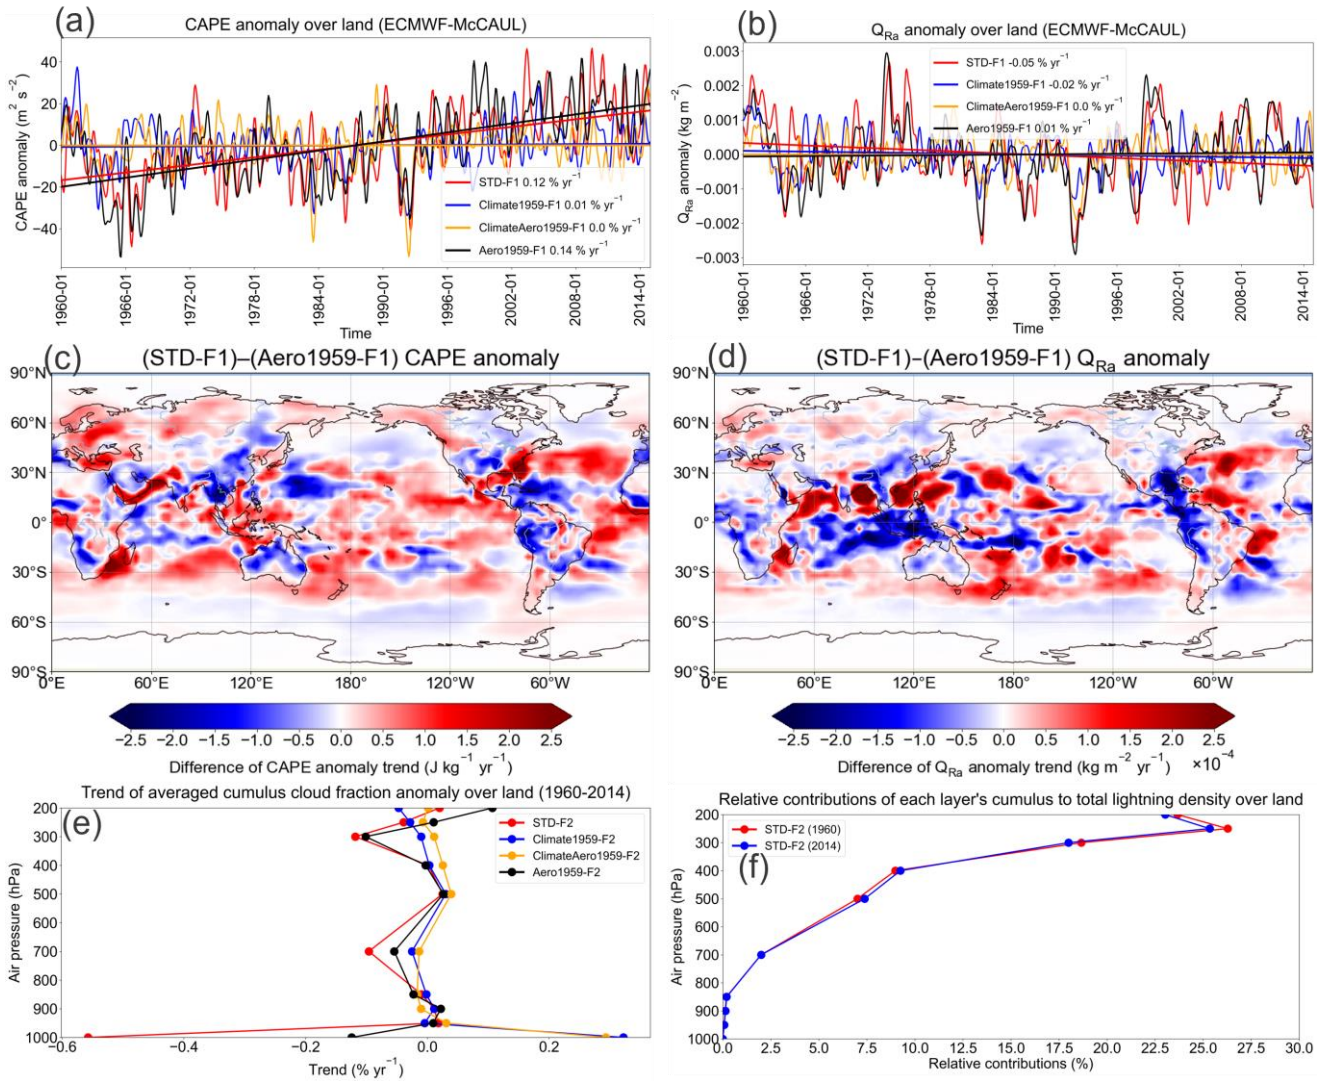 (a)
CAPE anomaly over land (ECMWF-McCAUL)
CAPE anomaly (m² s⁻²)
40
20
0
−20
−40
STD-F1 0.12 % yr⁻¹
Climate1959-F1 0.01 % yr⁻¹
ClimateAero1959-F1 0.0 % yr⁻¹
Aero1959-F1 0.14 % yr⁻¹
1960-01
1966-01
1972-01
1978-01
1984-01
1990-01
1996-01
2002-01
2008-01
2014-01
Time
(b)
Q_Ra anomaly over land (ECMWF-McCAUL)
Q_Ra anomaly (kg m⁻²)
0.003
0.002
0.001
0.000
−0.001
−0.002
−0.003
STD-F1 -0.05 % yr⁻¹
Climate1959-F1 -0.02 % yr⁻¹
ClimateAero1959-F1 0.0 % yr⁻¹
Aero1959-F1 0.01 % yr⁻¹
1960-01
1966-01
1972-01
1978-01
1984-01
1990-01
1996-01
2002-01
2008-01
2014-01
Time
(c)
(STD-F1)−(Aero1959-F1) CAPE anomaly
90°N
60°N
30°N
0°
30°S
60°S
90°S
0°E
60°E
120°E
180°
120°W
60°W
−2.5 −2.0 −1.5 −1.0 −0.5 0.0 0.5 1.0 1.5 2.0 2.5
Difference of CAPE anomaly trend (J kg⁻¹ yr⁻¹)
(d)
(STD-F1)−(Aero1959-F1) Q_Ra anomaly
90°N
60°N
30°N
0°
30°S
60°S
90°S
0°E
60°E
120°E
180°
120°W
60°W
−2.5 −2.0 −1.5 −1.0 −0.5 0.0 0.5 1.0 1.5 2.0 2.5
Difference of Q_Ra anomaly trend (kg m⁻² yr⁻¹) ×10⁻⁴
Trend of averaged cumulus cloud fraction anomaly over land (1960-2014)
(e)
Air pressure (hPa)
200
300
400
500
600
700
800
900
1000
STD-F2
Climate1959-F2
ClimateAero1959-F2
Aero1959-F2
−0.6 −0.4 −0.2 0.0 0.2
Trend (% yr⁻¹)
Relative contributions of each layer's cumulus to total lightning density over land
(f)
Air pressure (hPa)
200
300
400
500
600
700
800
900
1000
STD-F2 (1960)
STD-F2 (2014)
0.0 2.5 5.0 7.5 10.0 12.5 15.0 17.5 20.0 22.5 25.0 27.5 30.0
Relative contributions (%)